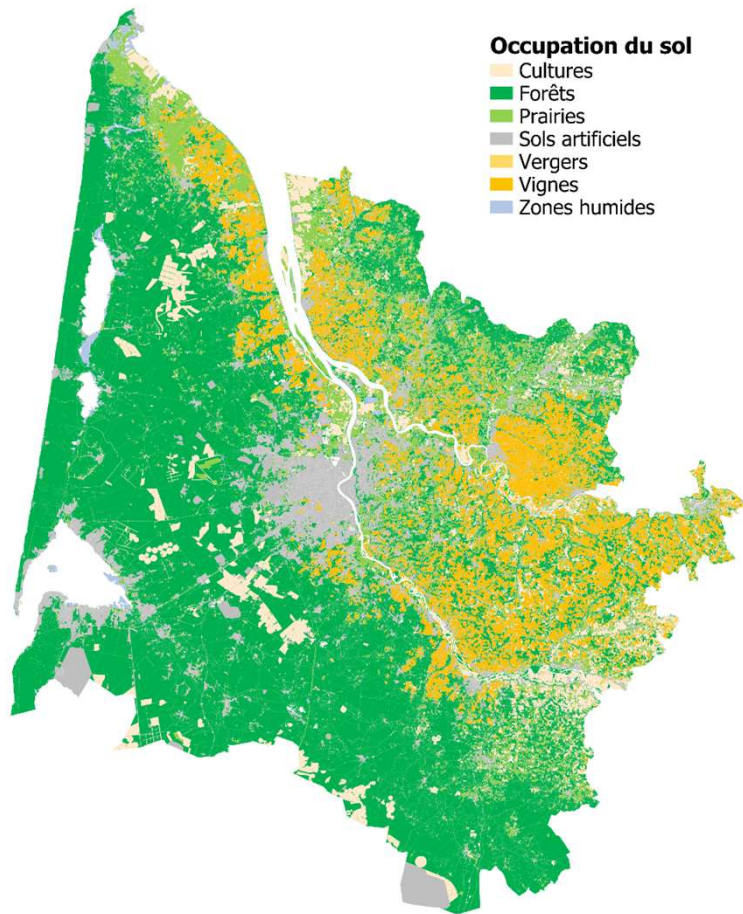 Occupation du sol
Cultures
Forêts
Prairies
Sols artificiels
Vergers
Vignes
Zones humides